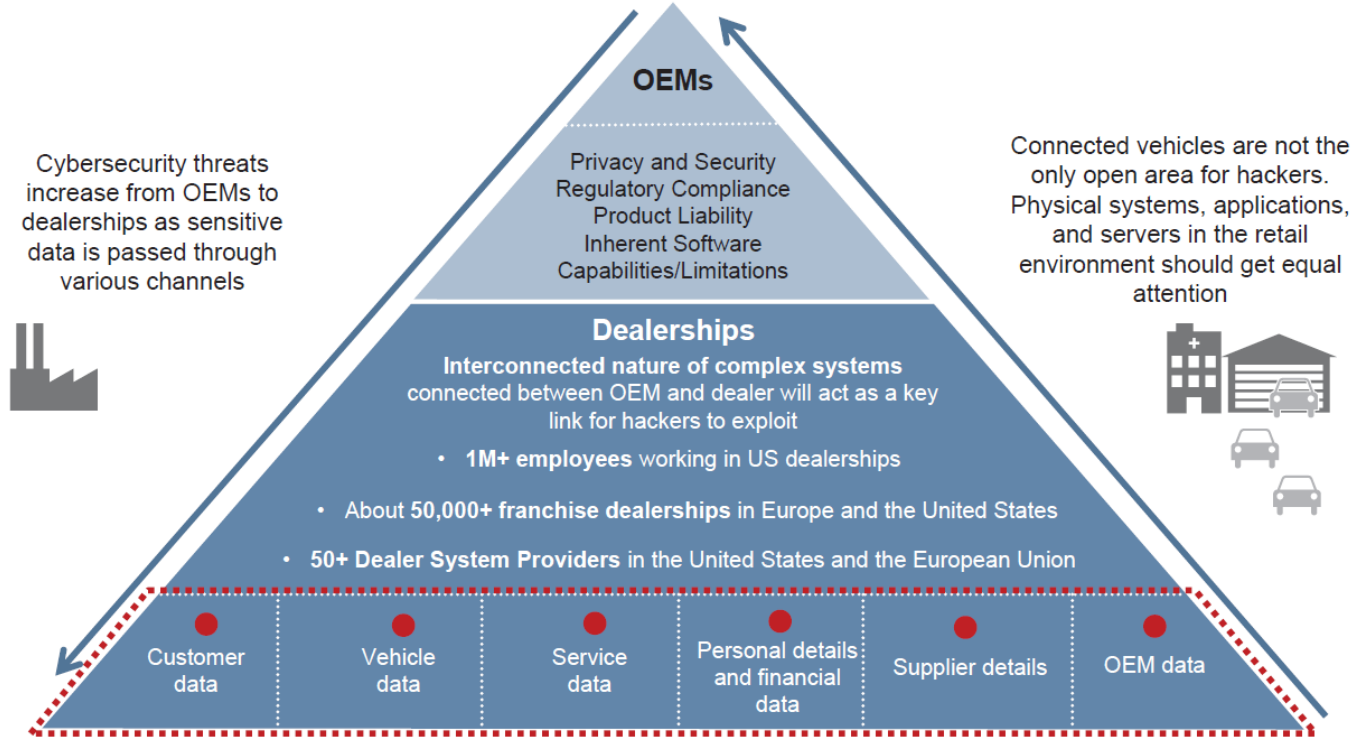 OEMs
Privacy and Security
Regulatory Compliance
Product Liability
Inherent Software
Capabilities/Limitations
Cybersecurity threats
increase from OEMs to
dealerships as sensitive
data is passed through
various channels
Connected vehicles are not the
only open area for hackers.
Physical systems, applications,
and servers in the retail
environment should get equal
attention
Dealerships
Interconnected nature of complex systems
connected between OEM and dealer will act as a key
link for hackers to exploit
• 1M+ employees working in US dealerships
• About 50,000+ franchise dealerships in Europe and the United States
• 50+ Dealer System Providers in the United States and the European Union
Customer
data
Vehicle
data
Service
data
Personal details
and financial
data
Supplier details
OEM data